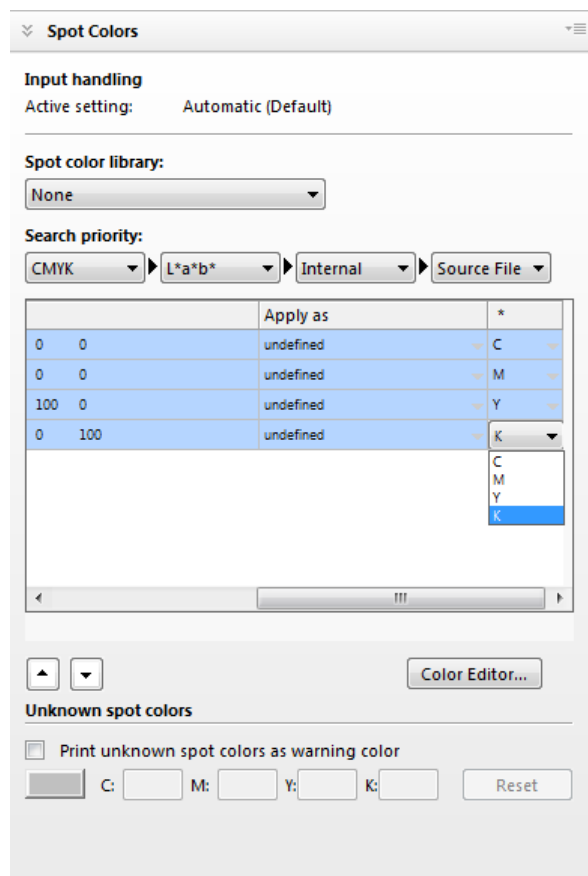 Spot Colors
Input handling
Active setting: Automatic (Default)
Spot color library:
None
Search priority:
CMYK L*a*b* Internal Source File
Apply as *
0 0 undefined C
0 0 undefined M
100 0 undefined Y
0 100 undefined K
C
M
Y
K
Color Editor...
Unknown spot colors
Print unknown spot colors as warning color
C: M: Y: K: Reset